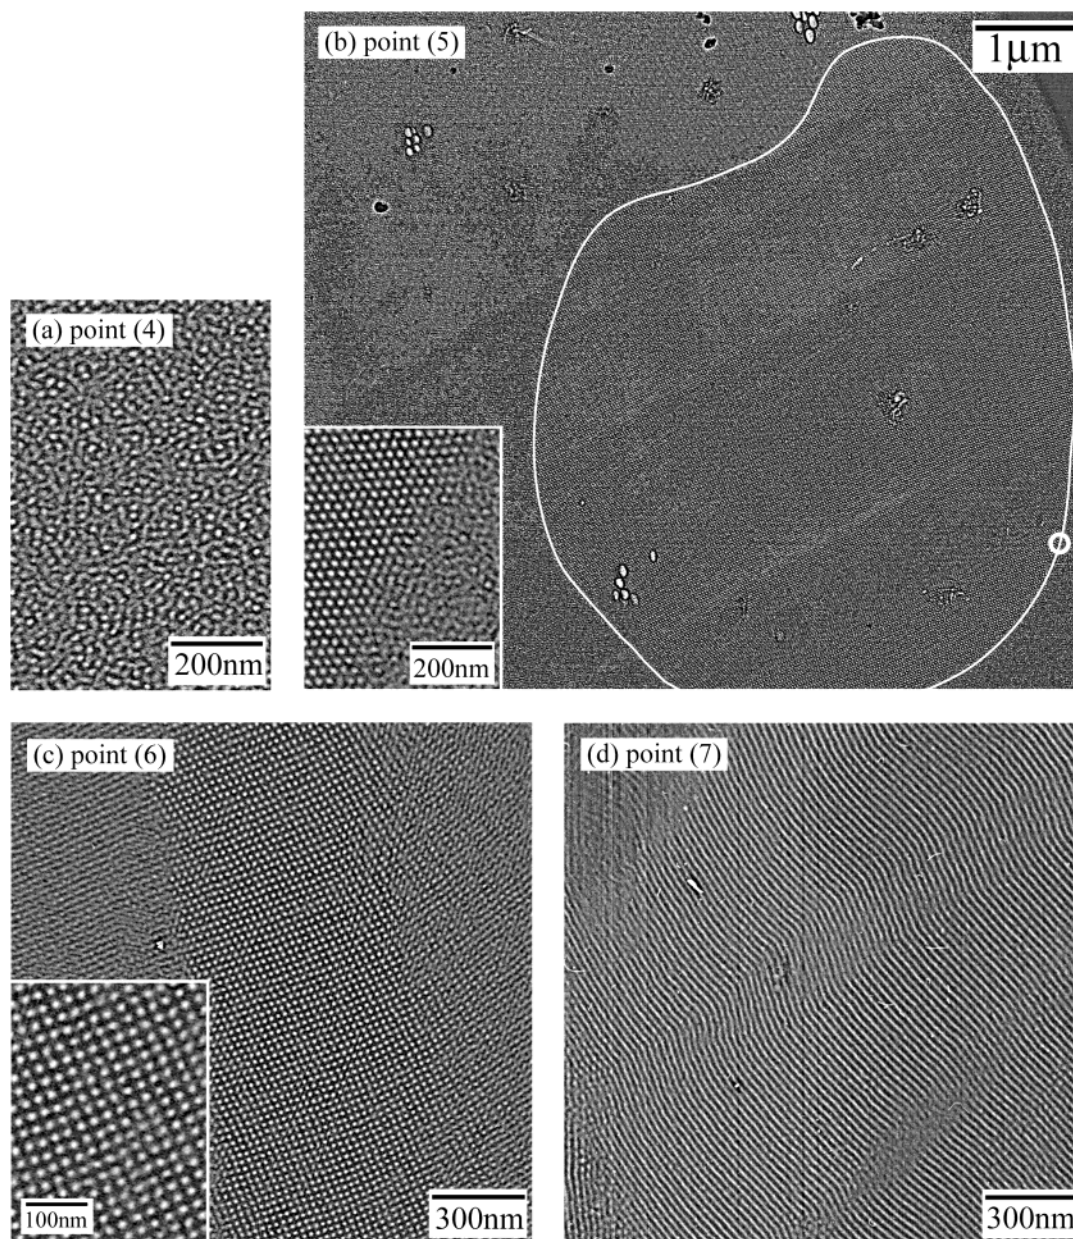 (a) point (4)
200nm
(b) point (5)
1μm
200nm
(c) point (6)
100nm
300nm
(d) point (7)
300nm